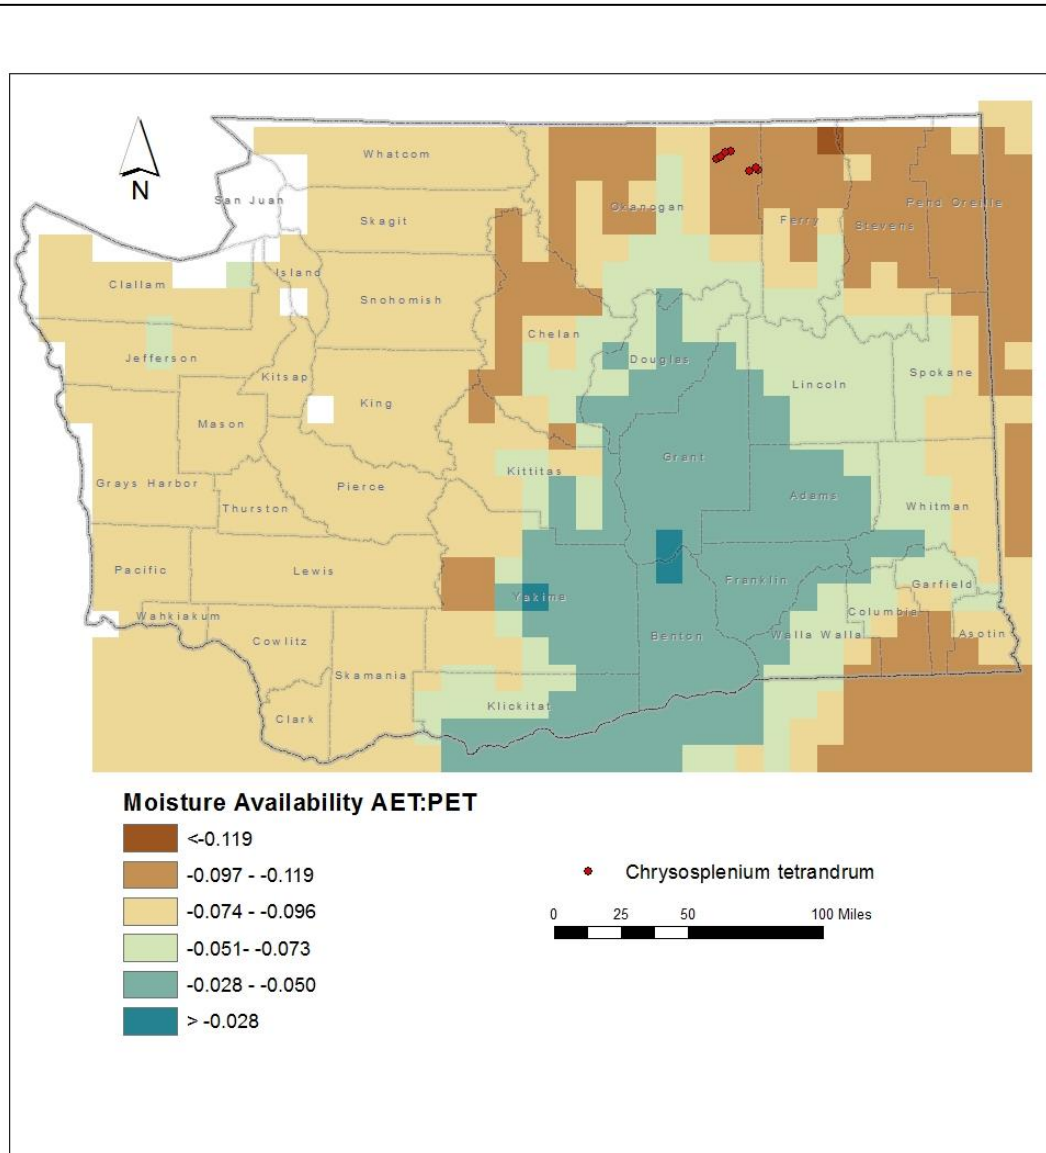 N
Whatcom
San Juan
Skagit
Okanogan
Ferry
Stevens
Pend Oreille
Island
Clallam
Snohomish
Chelan
Jefferson
Kitsap
Douglas
Lincoln
Spokane
King
Mason
Grant
Kittitas
Grays Harbor
Pierce
Adams
Thurston
Whitman
Pacific
Lewis
Yakima
Franklin
Garfield
Wahkiakum
Columbia
Cowlitz
Benton
Walla Walla
Asotin
Skamania
Klickitat
Clark
Moisture Availability AET:PET
<-0.119
-0.097 - -0.119
-0.074 - -0.096
-0.051- -0.073
-0.028 - -0.050
> -0.028
Chrysosplenium tetrandrum
0 25 50 100 Miles